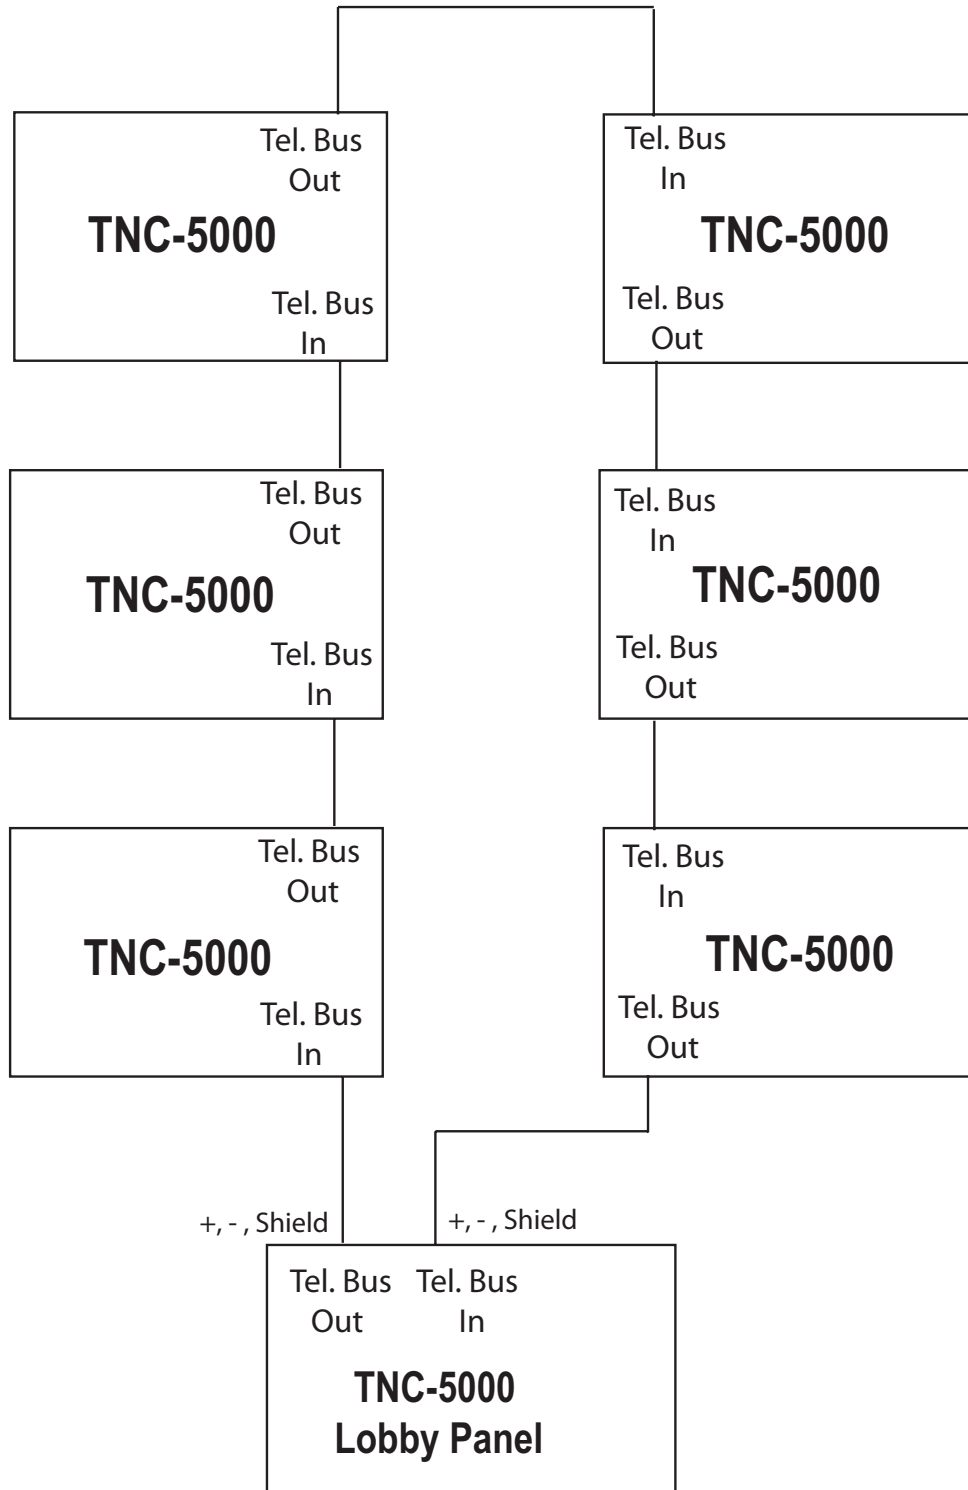 Tel. Bus
Out
TNC-5000
Tel. Bus
In
Tel. Bus
In
TNC-5000
Tel. Bus
Out
Tel. Bus
Out
TNC-5000
Tel. Bus
In
Tel. Bus
In
TNC-5000
Tel. Bus
Out
Tel. Bus
Out
TNC-5000
Tel. Bus
In
Tel. Bus
In
TNC-5000
Tel. Bus
Out
+, - , Shield
+, - , Shield
Tel. Bus
Out
Tel. Bus
In
TNC-5000
Lobby Panel